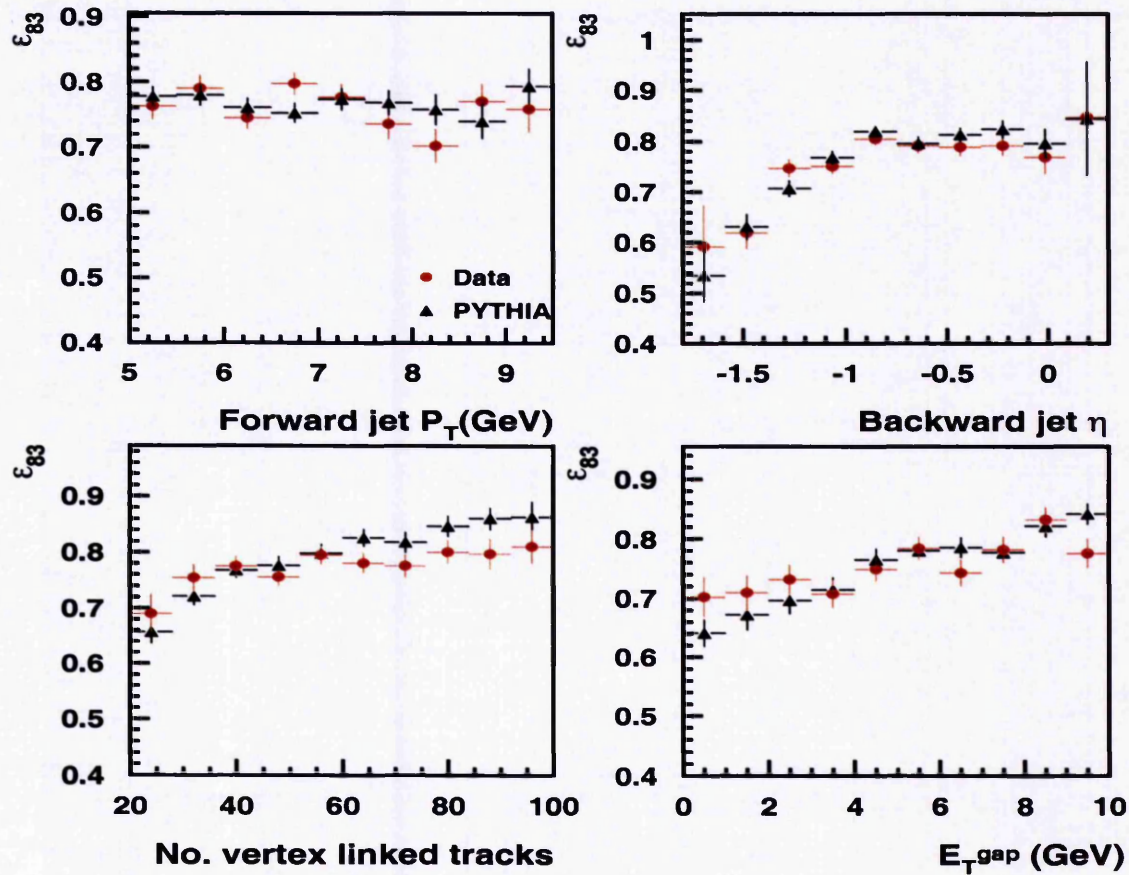 ε83
0.9
0.8
0.7
0.6
0.5
0.4
Data
PYTHIA
5 6 7 8 9
Forward jet PT(GeV)
ε83
1
0.9
0.8
0.7
0.6
0.5
0.4
-1.5 -1 -0.5 0
Backward jet η
ε83
0.9
0.8
0.7
0.6
0.5
0.4
20 40 60 80 100
No. vertex linked tracks
ε83
0.9
0.8
0.7
0.6
0.5
0.4
0 2 4 6 8 10
ETgap (GeV)